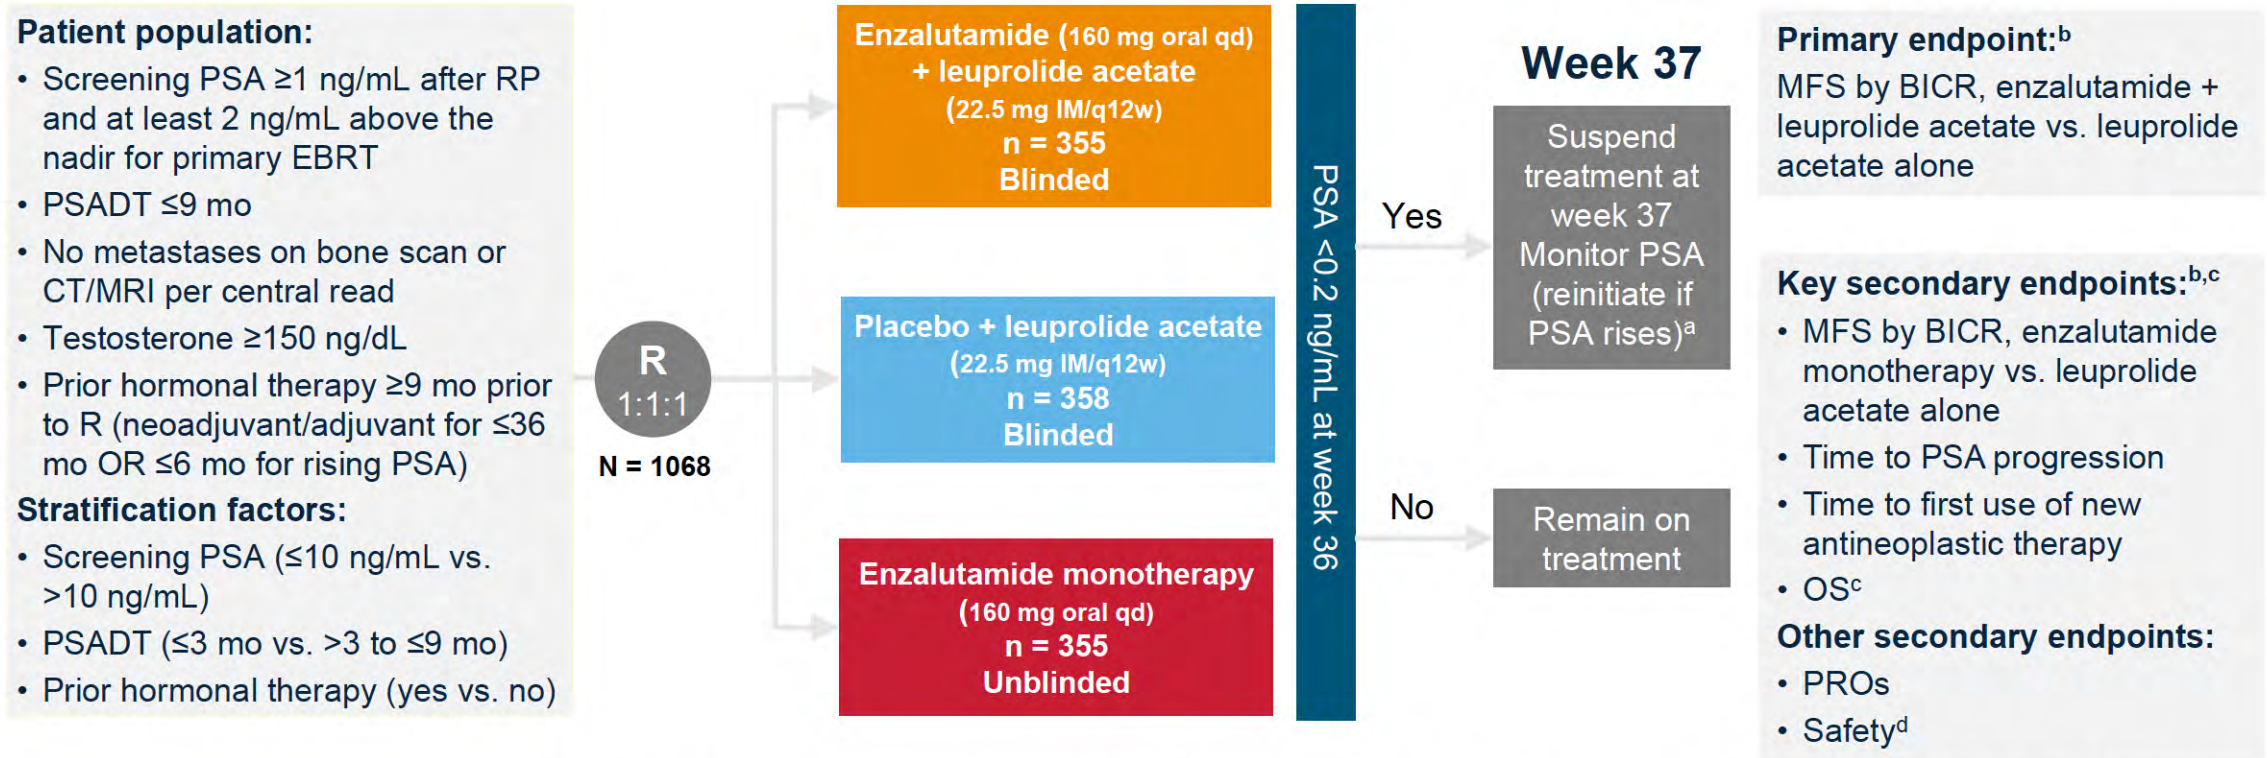 Patient population:
• Screening PSA ≥1 ng/mL after RP
and at least 2 ng/mL above the
nadir for primary EBRT
• PSADT ≤9 mo
• No metastases on bone scan or
CT/MRI per central read
• Testosterone ≥150 ng/dL
• Prior hormonal therapy ≥9 mo prior
to R (neoadjuvant/adjuvant for ≤36
mo OR ≤6 mo for rising PSA)
Stratification factors:
• Screening PSA (≤10 ng/mL vs.
>10 ng/mL)
• PSADT (≤3 mo vs. >3 to ≤9 mo)
• Prior hormonal therapy (yes vs. no)
R
1:1:1
N = 1068
Enzalutamide (160 mg oral qd)
+ leuprolide acetate
(22.5 mg IM/q12w)
n = 355
Blinded
Placebo + leuprolide acetate
(22.5 mg IM/q12w)
n = 358
Blinded
Enzalutamide monotherapy
(160 mg oral qd)
n = 355
Unblinded
PSA <0.2 ng/mL at week 36
Yes
No
Week 37
Suspend
treatment at
week 37
Monitor PSA
(reinitiate if
PSA rises)ᵃ
Remain on
treatment
Primary endpoint:ᵇ
MFS by BICR, enzalutamide +
leuprolide acetate vs. leuprolide
acetate alone
Key secondary endpoints:ᵇ,ᶜ
• MFS by BICR, enzalutamide
monotherapy vs. leuprolide
acetate alone
• Time to PSA progression
• Time to first use of new
antineoplastic therapy
• OSᶜ
Other secondary endpoints:
• PROs
• Safetyᵈ